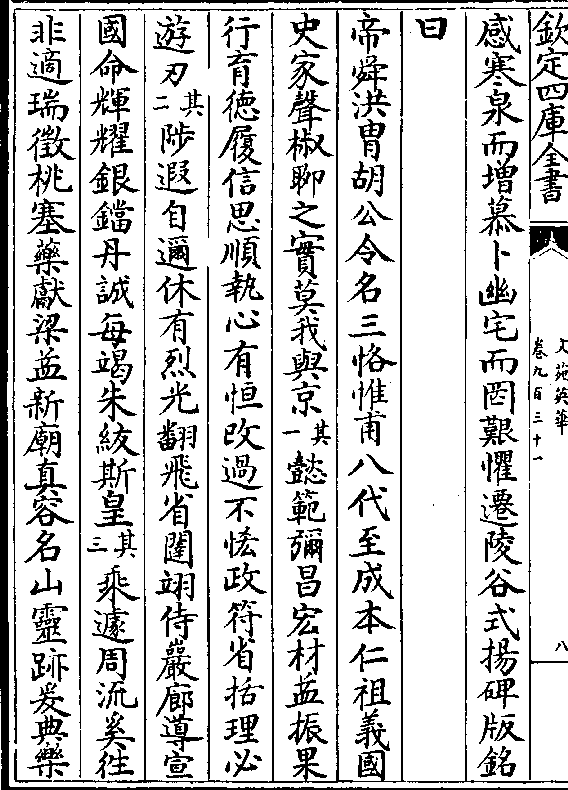 欽定四庫全書
文苑英華
卷九百三十一
八
感寒泉而增慕卜幽宅而罔艱懼遷陵谷式揚碑版銘
曰
帝舜洪胄胡公令名三恪惟甫八代至成本仁祖義國
史家聲椒聊之實莫我與京其一懿範彌昌宏材益振果
行育徳履信思順執心有恒改過不恡政符省括理必
游刃其二陟遐自邇休有烈光翻飛省闥翊侍嚴廊導宣
國命輝耀銀鐺丹誠每竭朱紱斯皇其三乘遽周流奚往
非適瑞徵桃塞藥獻梁益新廟真容名山靈跡爰典樂